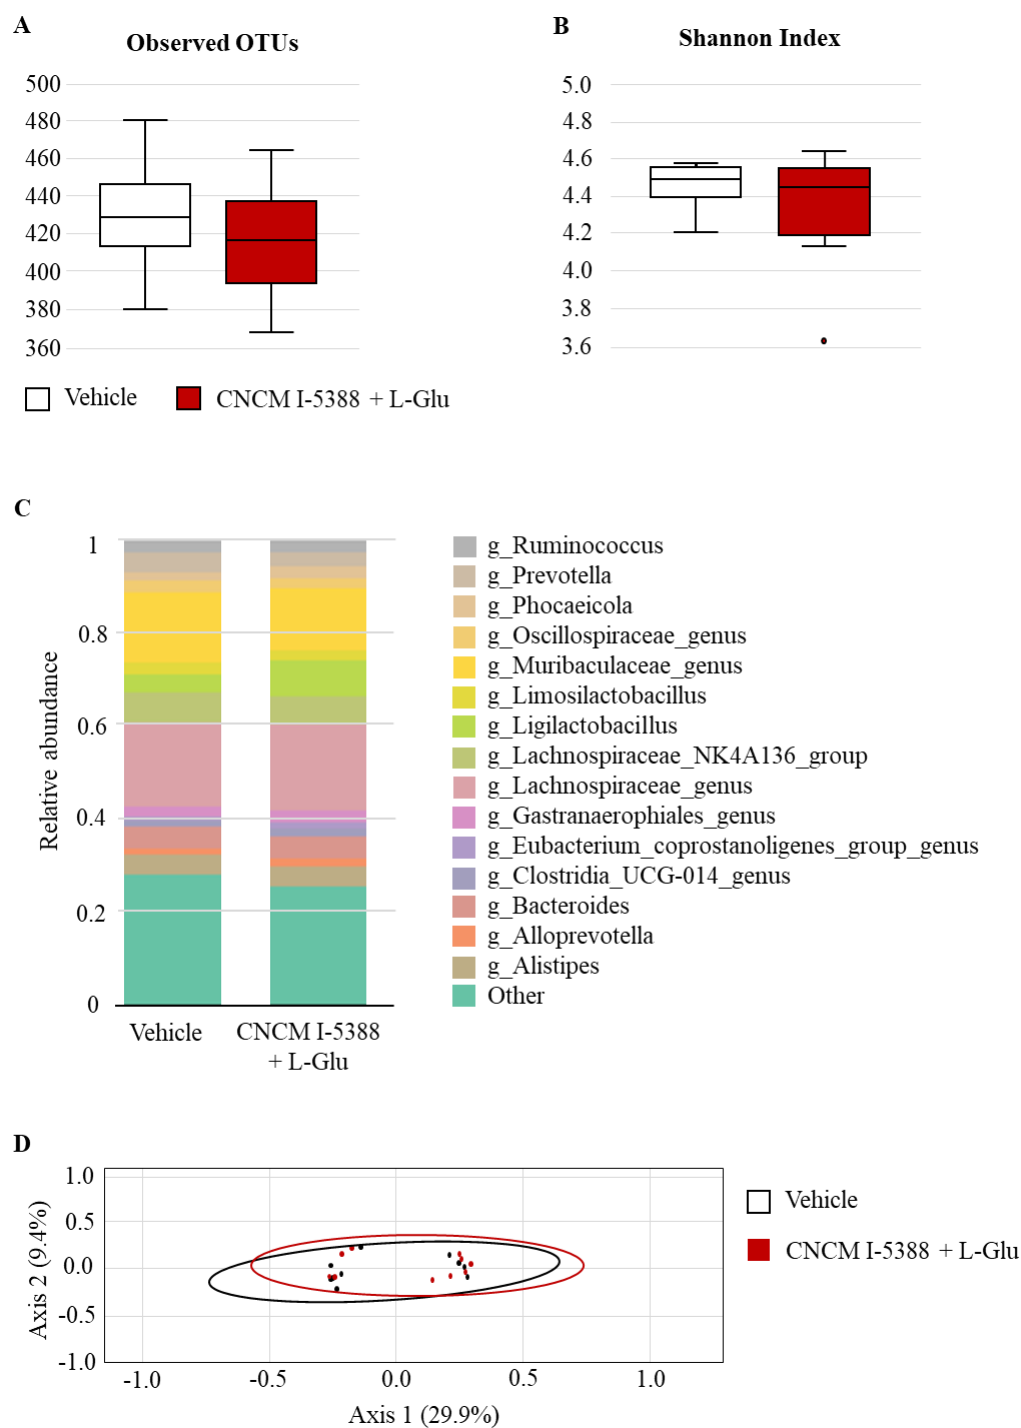 A
Observed OTUs
500
480
460
440
420
400
380
360
Vehicle
CNCM I-5388 + L-Glu
B
Shannon Index
5.0
4.8
4.6
4.4
4.2
4.0
3.8
3.6
C
Relative abundance
1
0.8
0.6
0.4
0.2
0
Vehicle
CNCM I-5388
+ L-Glu
g_Ruminococcus
g_Prevotella
g_Phocaeicola
g_Oscillospiraceae_genus
g_Muribaculaceae_genus
g_Limosilactobacillus
g_Ligilactobacillus
g_Lachnospiraceae_NK4A136_group
g_Lachnospiraceae_genus
g_Gastranaerophiales_genus
g_Eubacterium_coprostanoligenes_group_genus
g_Clostridia_UCG-014_genus
g_Bacteroides
g_Alloprevotella
g_Alistipes
Other
D
Axis 2 (9.4%)
1.0
0.5
0.0
-0.5
-1.0
-1.0
-0.5
0.0
0.5
1.0
Axis 1 (29.9%)
Vehicle
CNCM I-5388 + L-Glu